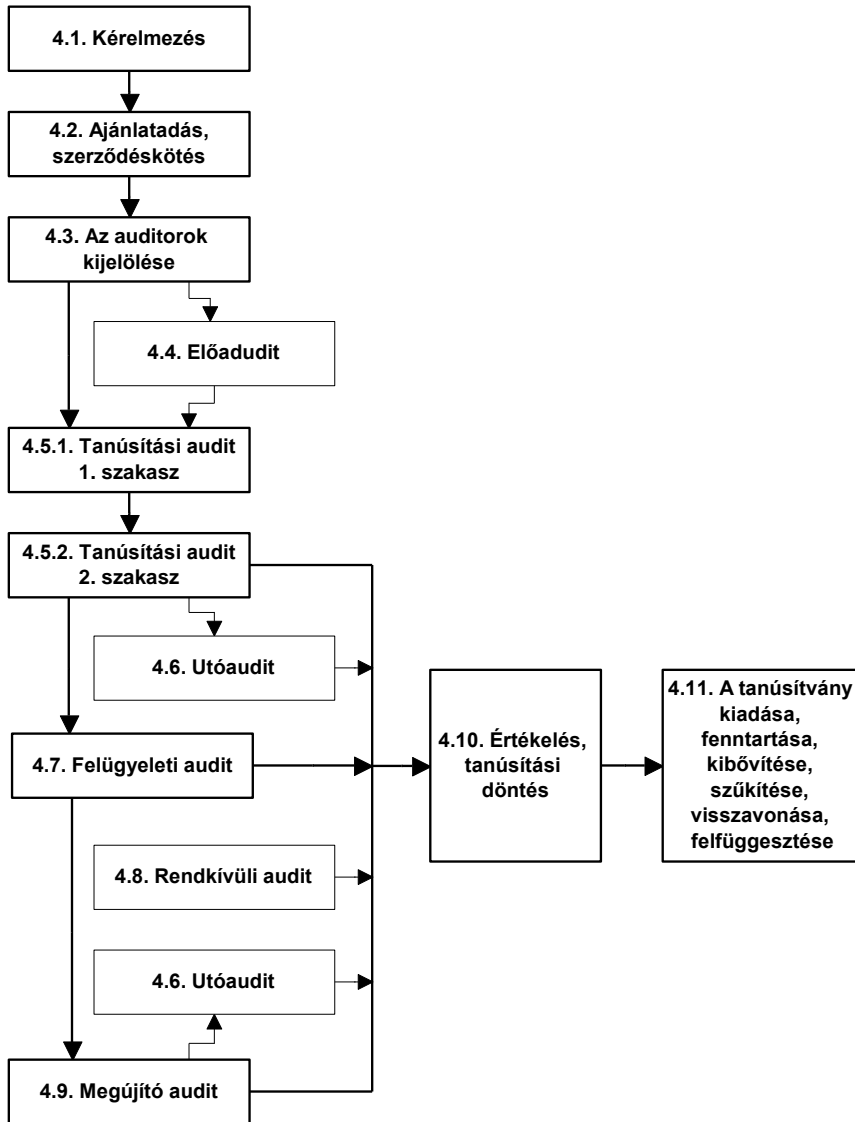 4.1. Kérelmezés
4.2. Ajánlatadás,
szerződéskötés
4.3. Az auditorok
kijelölése
4.4. Előadudit
4.5.1. Tanúsítási audit
1. szakasz
4.5.2. Tanúsítási audit
2. szakasz
4.6. Utóaudit
4.7. Felügyeleti audit
4.8. Rendkívüli audit
4.6. Utóaudit
4.9. Megújító audit
4.10. Értékelés,
tanúsítási
döntés
4.11. A tanúsítvány
kiadása,
fenntartása,
kibővítése,
szűkítése,
visszavonása,
felfüggesztése